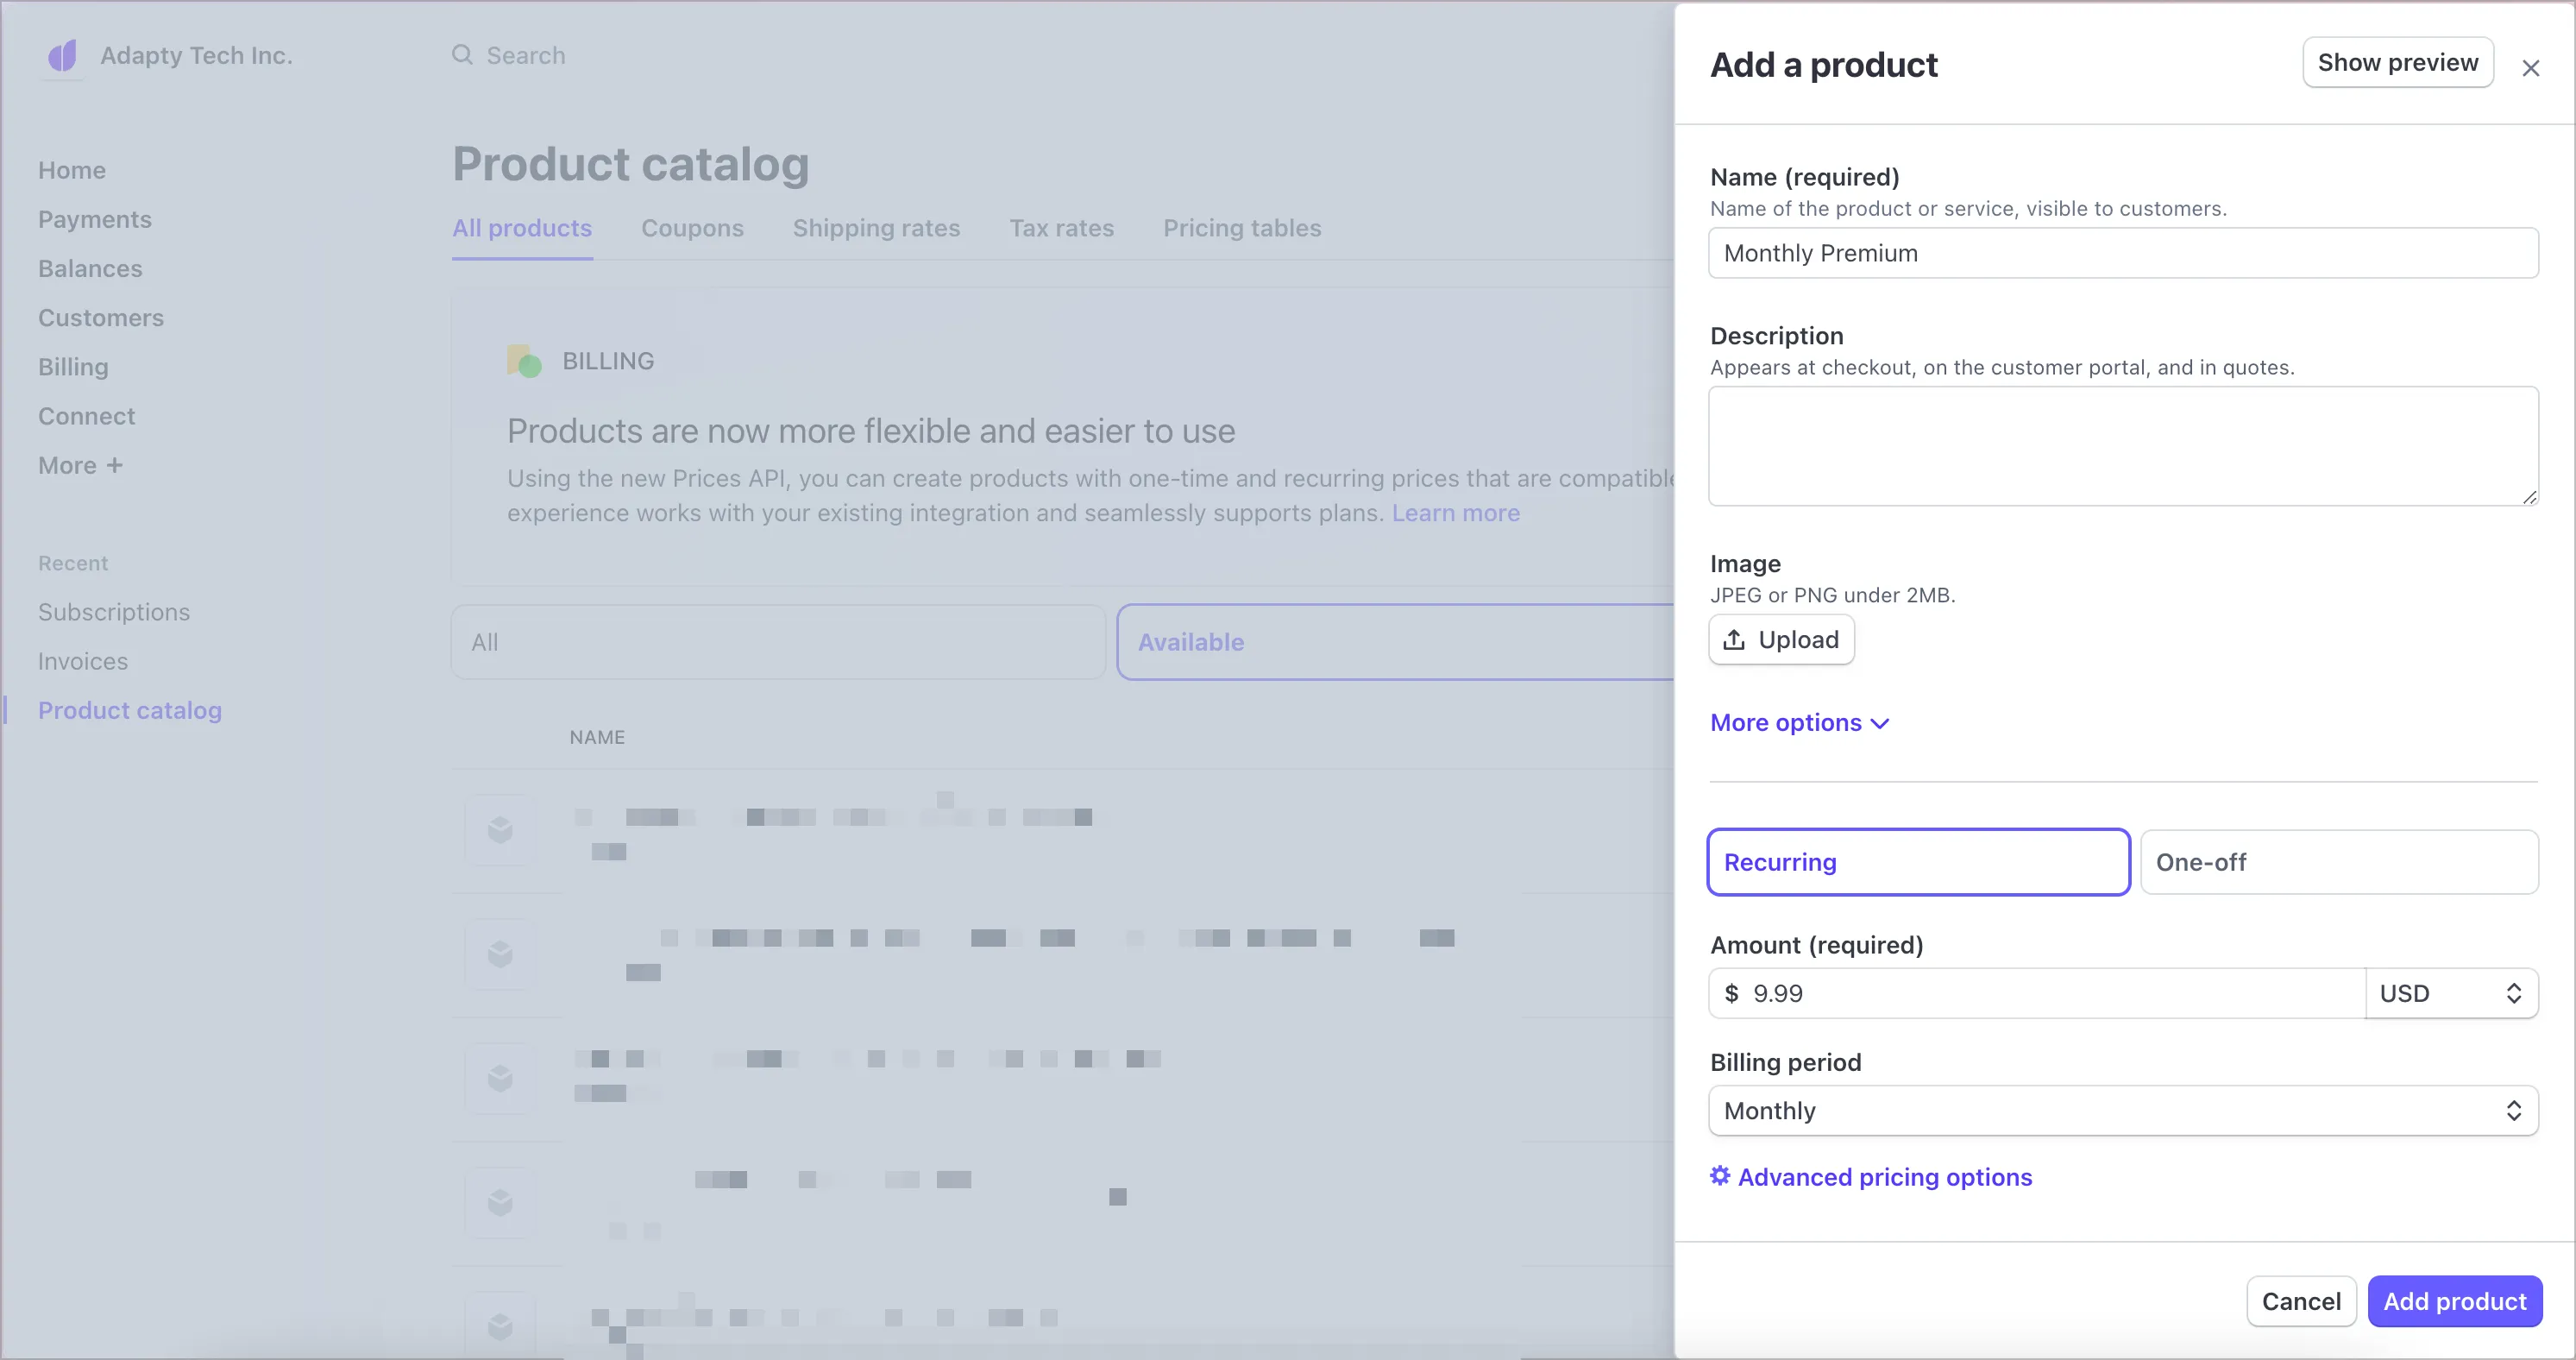 Adapty Tech Inc.
Search
Home
Payments
Balances
Customers
Billing
Connect
More +
Recent
Subscriptions
Invoices
Product catalog
Product catalog
All products Coupons Shipping rates Tax rates Pricing tables
BILLING
Products are now more flexible and easier to use
Using the new Prices API, you can create products with one-time and recurring prices that are compatible
experience works with your existing integration and seamlessly supports plans. Learn more
All
Available
NAME
Add a product
Show preview
Name (required)
Name of the product or service, visible to customers.
Monthly Premium
Description
Appears at checkout, on the customer portal, and in quotes.
Image
JPEG or PNG under 2MB.
Upload
More options
Recurring
One-off
Amount (required)
$ 9.99
USD
Billing period
Monthly
Advanced pricing options
Cancel
Add product